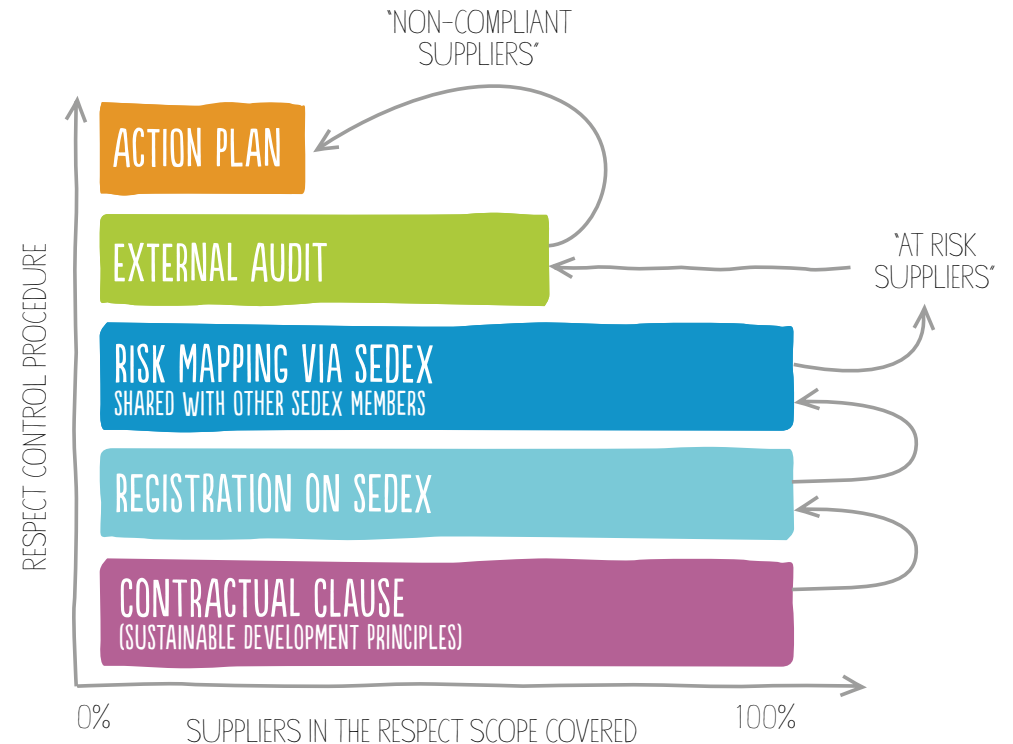 "NON-COMPLIANT
SUPPLIERS"
ACTION PLAN
EXTERNAL AUDIT
"AT RISK
SUPPLIERS"
RISK MAPPING VIA SEDEX
SHARED WITH OTHER SEDEX MEMBERS
REGISTRATION ON SEDEX
CONTRACTUAL CLAUSE
(SUSTAINABLE DEVELOPMENT PRINCIPLES)
RESPECT CONTROL PROCEDURE
0%
100%
SUPPLIERS IN THE RESPECT SCOPE COVERED